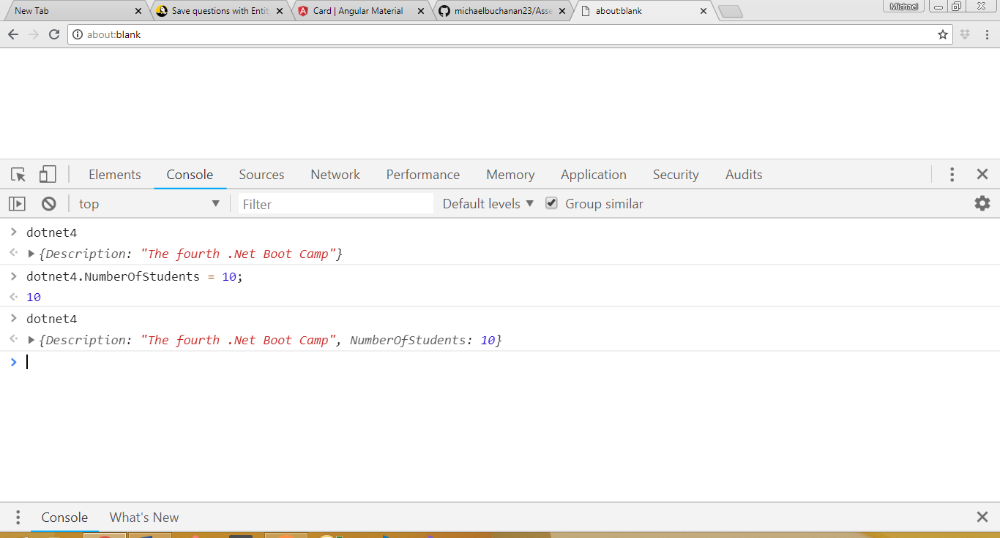 New Tab
Save questions with Entit
Card | Angular Material
michaelbuchanan23/Asse
about:blank
Michael
about:blank
Elements Console Sources Network Performance Memory Application Security Audits
top Filter Default levels Group similar
dotnet4
{Description: "The fourth .Net Boot Camp"}
dotnet4.NumberOfStudents = 10;
10
dotnet4
{Description: "The fourth .Net Boot Camp", NumberOfStudents: 10}
Console What's New